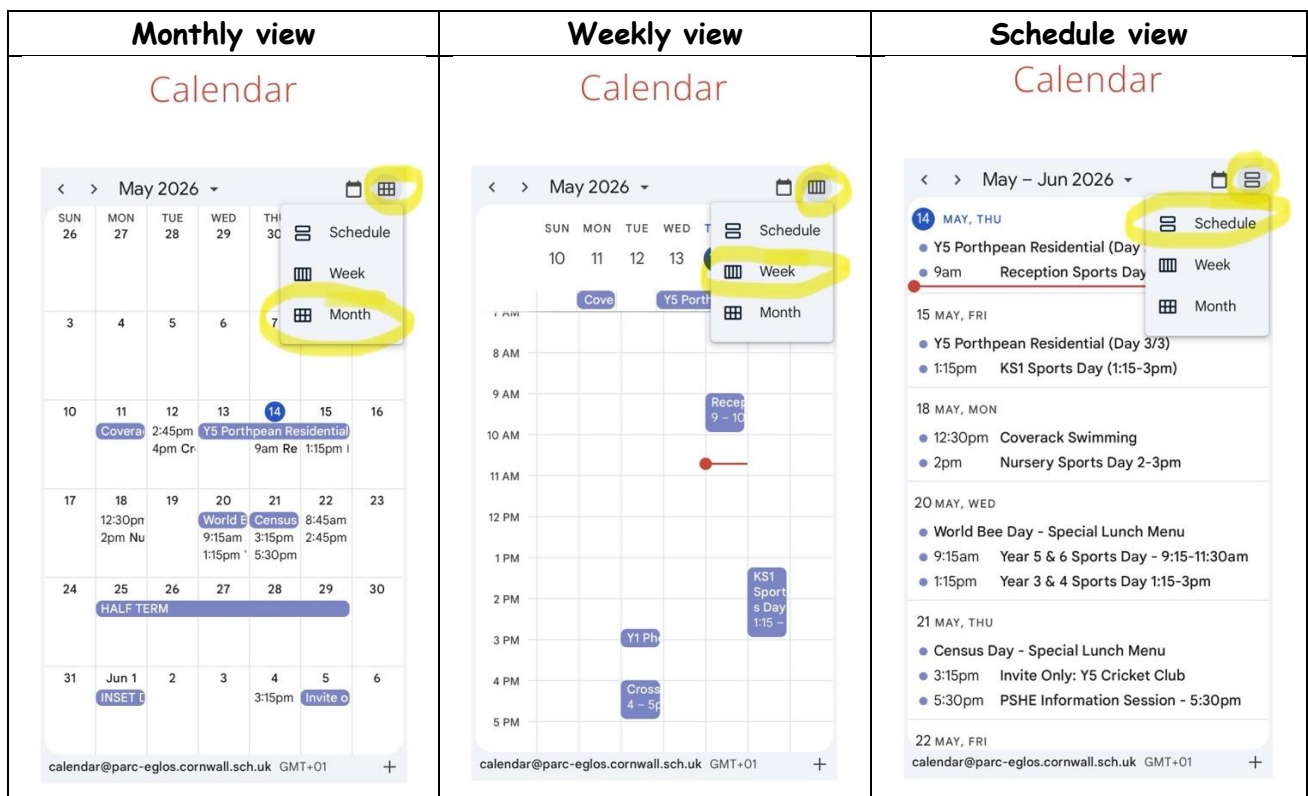 Monthly view
Weekly view
Schedule view
Calendar
May 2026
SUN MON TUE WED
26 27 28 29 30
Schedule
Week
Month
3 4 5 6 7
10 11 12 13 14 15 16
Covera 2:45pm Y5 Porthpean Residential
4pm Cr 9am Re 1:15pm
17 18 19 20 21 22 23
12:30pm World B Census 8:45am
2pm Nu 9:15am 3:15pm 2:45pm
1:15pm 5:30pm
24 25 26 27 28 29 30
HALF TERM
31 Jun 1 2 3 4 5 6
INSET D 3:15pm Invite o
calendar@parc-eglos.cornwall.sch.uk GMT+01
Calendar
May 2026
SUN MON TUE WED
10 11 12 13
Schedule
Week
Month
Cove Y5 Porth
8 AM
9 AM
Recep
9 – 10
10 AM
11 AM
12 PM
1 PM
KS1
Sport
s Day
1:15 –
2 PM
3 PM
Y1 Ph
4 PM
Cross
4 – 5p
5 PM
calendar@parc-eglos.cornwall.sch.uk GMT+01
Calendar
May – Jun 2026
Schedule
Week
Month
14 MAY, THU
Y5 Porthpean Residential (Day
9am Reception Sports Day
15 MAY, FRI
Y5 Porthpean Residential (Day 3/3)
1:15pm KS1 Sports Day (1:15-3pm)
18 MAY, MON
12:30pm Coverack Swimming
2pm Nursery Sports Day 2-3pm
20 MAY, WED
World Bee Day - Special Lunch Menu
9:15am Year 5 & 6 Sports Day - 9:15-11:30am
1:15pm Year 3 & 4 Sports Day 1:15-3pm
21 MAY, THU
Census Day - Special Lunch Menu
3:15pm Invite Only: Y5 Cricket Club
5:30pm PSHE Information Session - 5:30pm
22 MAY, FRI
calendar@parc-eglos.cornwall.sch.uk GMT+01